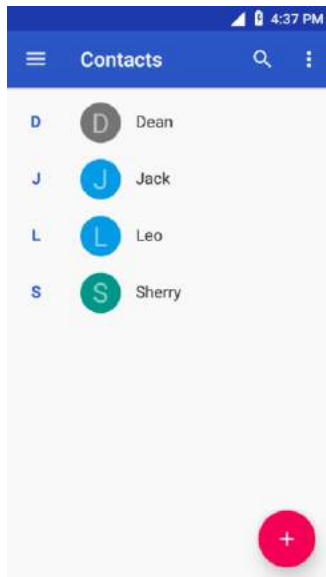 4:37 PM
Contacts
D D Dean
J J Jack
L L Leo
S S Sherry